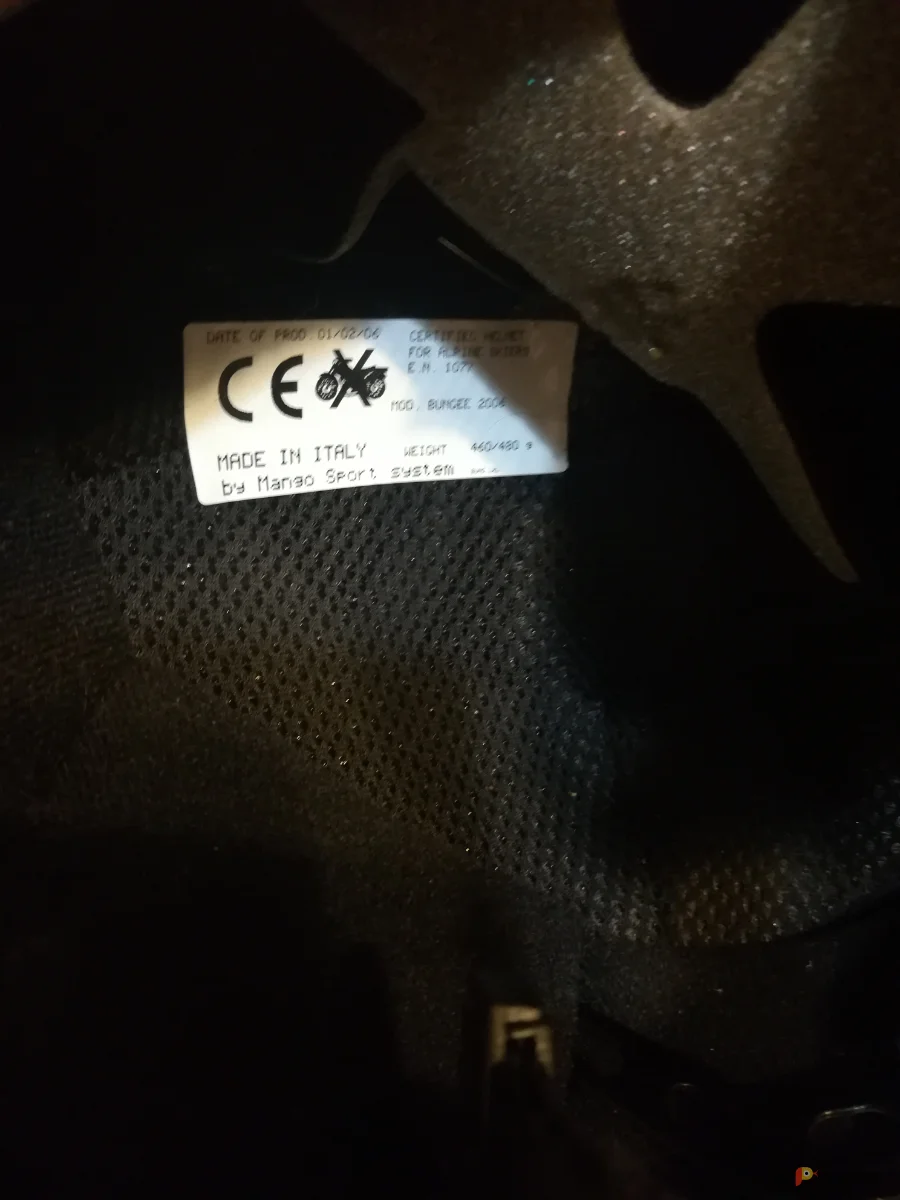 DATE OF PROD. 01/02/06
CERTIFIED HELMET
FOR ALPINE SKIERS
E.N. 1077
CE
MOD. BUNGEE 2006
MADE IN ITALY
WEIGHT 460/480 g
by Mango Sport system